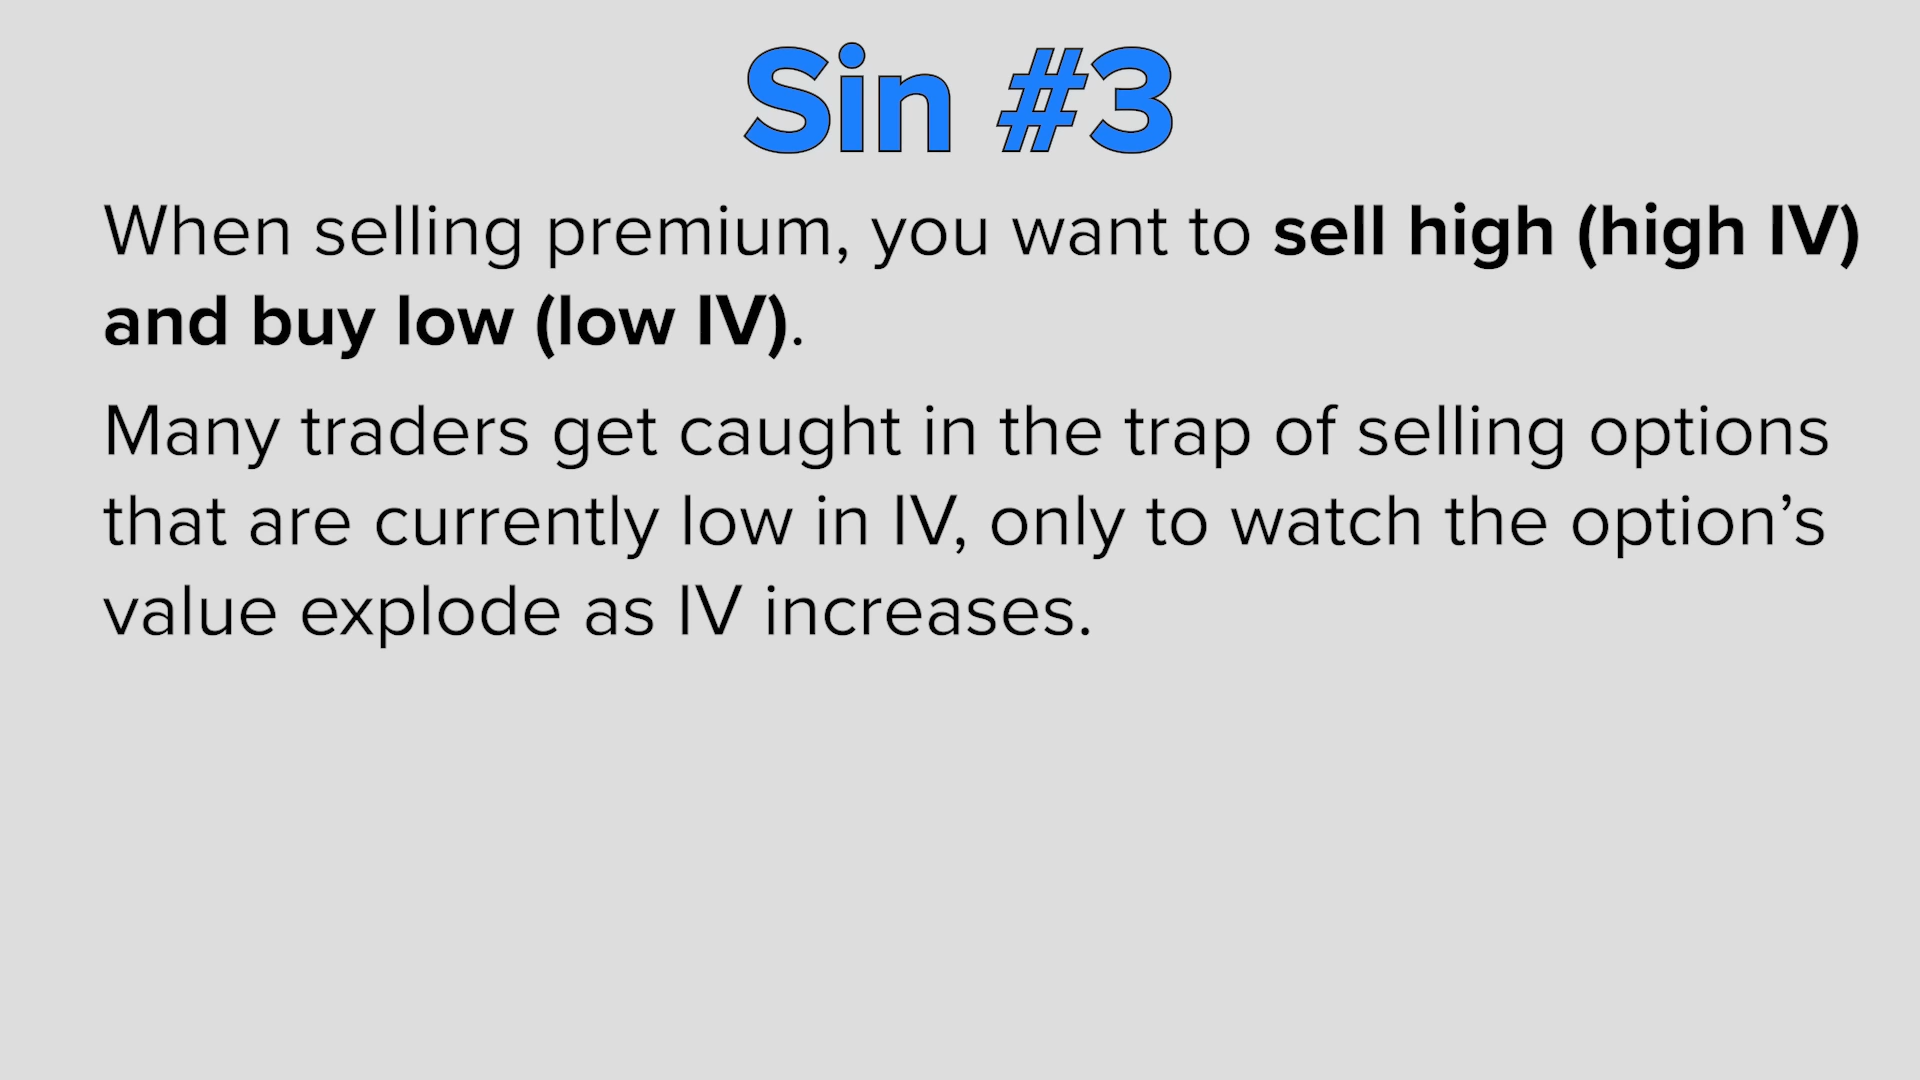 Sin #3
When selling premium, you want to sell high (high IV)
and buy low (low IV).
Many traders get caught in the trap of selling options
that are currently low in IV, only to watch the option’s
value explode as IV increases.